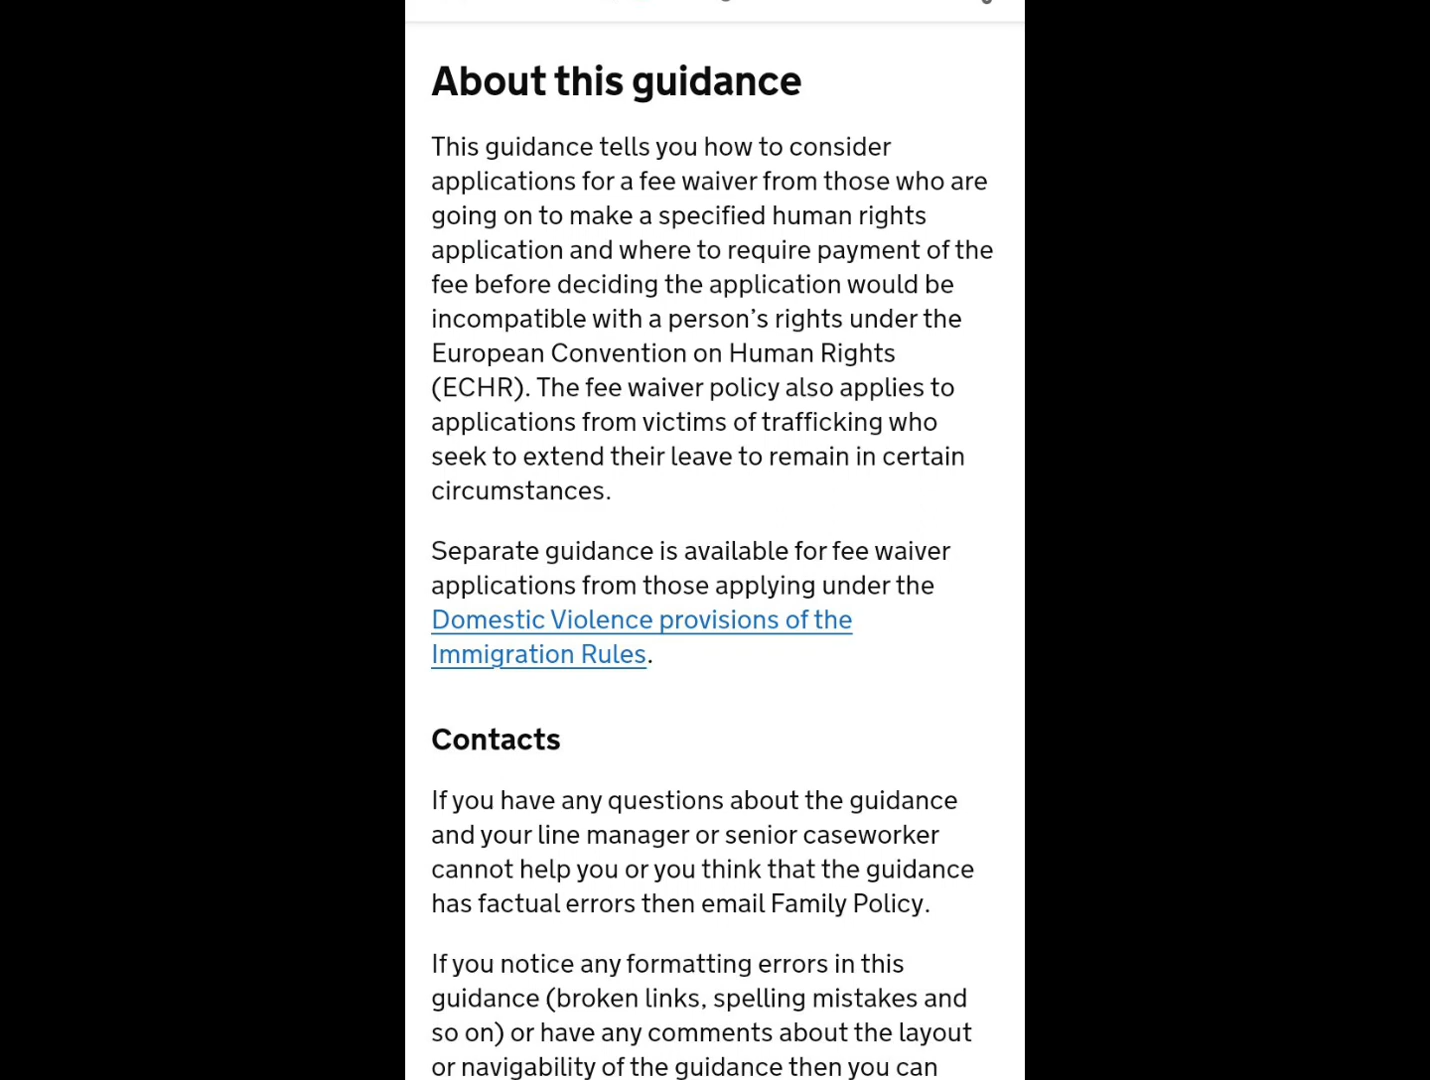 About this guidance
This guidance tells you how to consider
applications for a fee waiver from those who are
going on to make a specified human rights
application and where to require payment of the
fee before deciding the application would be
incompatible with a person’s rights under the
European Convention on Human Rights
(ECHR). The fee waiver policy also applies to
applications from victims of trafficking who
seek to extend their leave to remain in certain
circumstances.
Separate guidance is available for fee waiver
applications from those applying under the
Domestic Violence provisions of the
Immigration Rules.
Contacts
If you have any questions about the guidance
and your line manager or senior caseworker
cannot help you or you think that the guidance
has factual errors then email Family Policy.
If you notice any formatting errors in this
guidance (broken links, spelling mistakes and
so on) or have any comments about the layout
or navigability of the guidance then you can